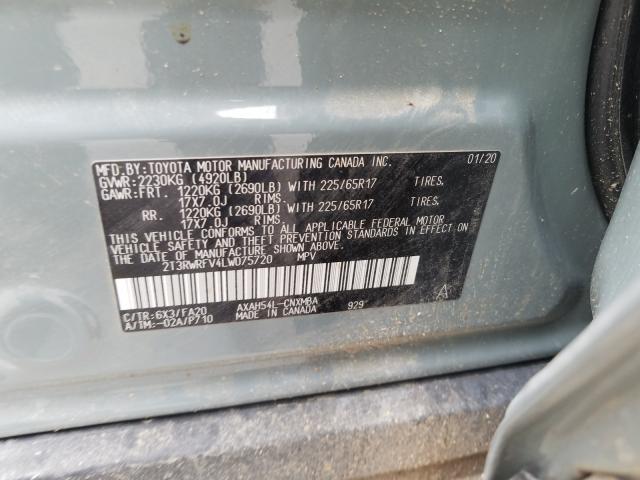 MFD.BY:TOYOTA MOTOR MANUFACTURING CANADA INC. 01/20
GVWR:2230KG (4920LB)
GAWR:FRT. 1220KG (2690LB) WITH 225/65R17 TIRES,
17X7.0J RIMS,
RR. 1220KG (2690LB) WITH 225/65R17 TIRES,
17X7.0J RIMS,
THIS VEHICLE CONFORMS TO ALL APPLICABLE FEDERAL MOTOR
VEHICLE SAFETY AND THEFT PREVENTION STANDARDS IN EFFECT ON
THE DATE OF MANUFACTURE SHOWN ABOVE.
2T3RWRFV4LW075720 MPV
C/TR:6X3/FA20 AXAH54L-CNXMBA 929 A
A/TM:-02A/P710 MADE IN CANADA